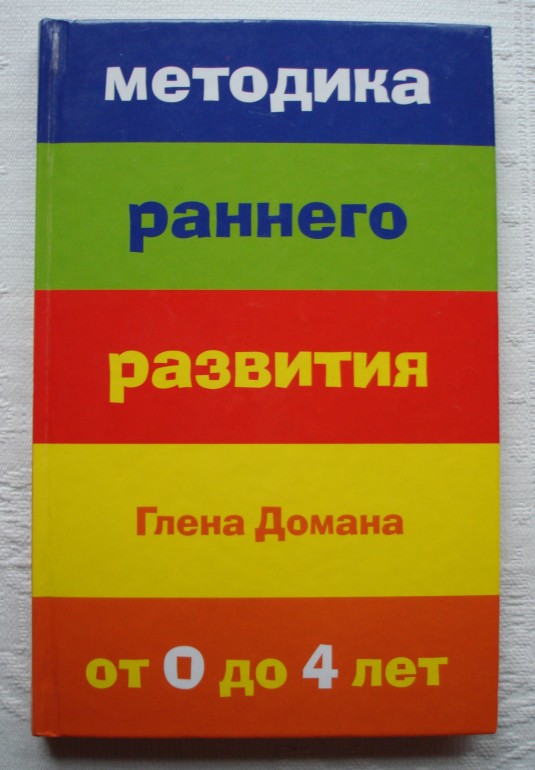 методика
раннего
развития
Глена Домана
от 0 до 4 лет